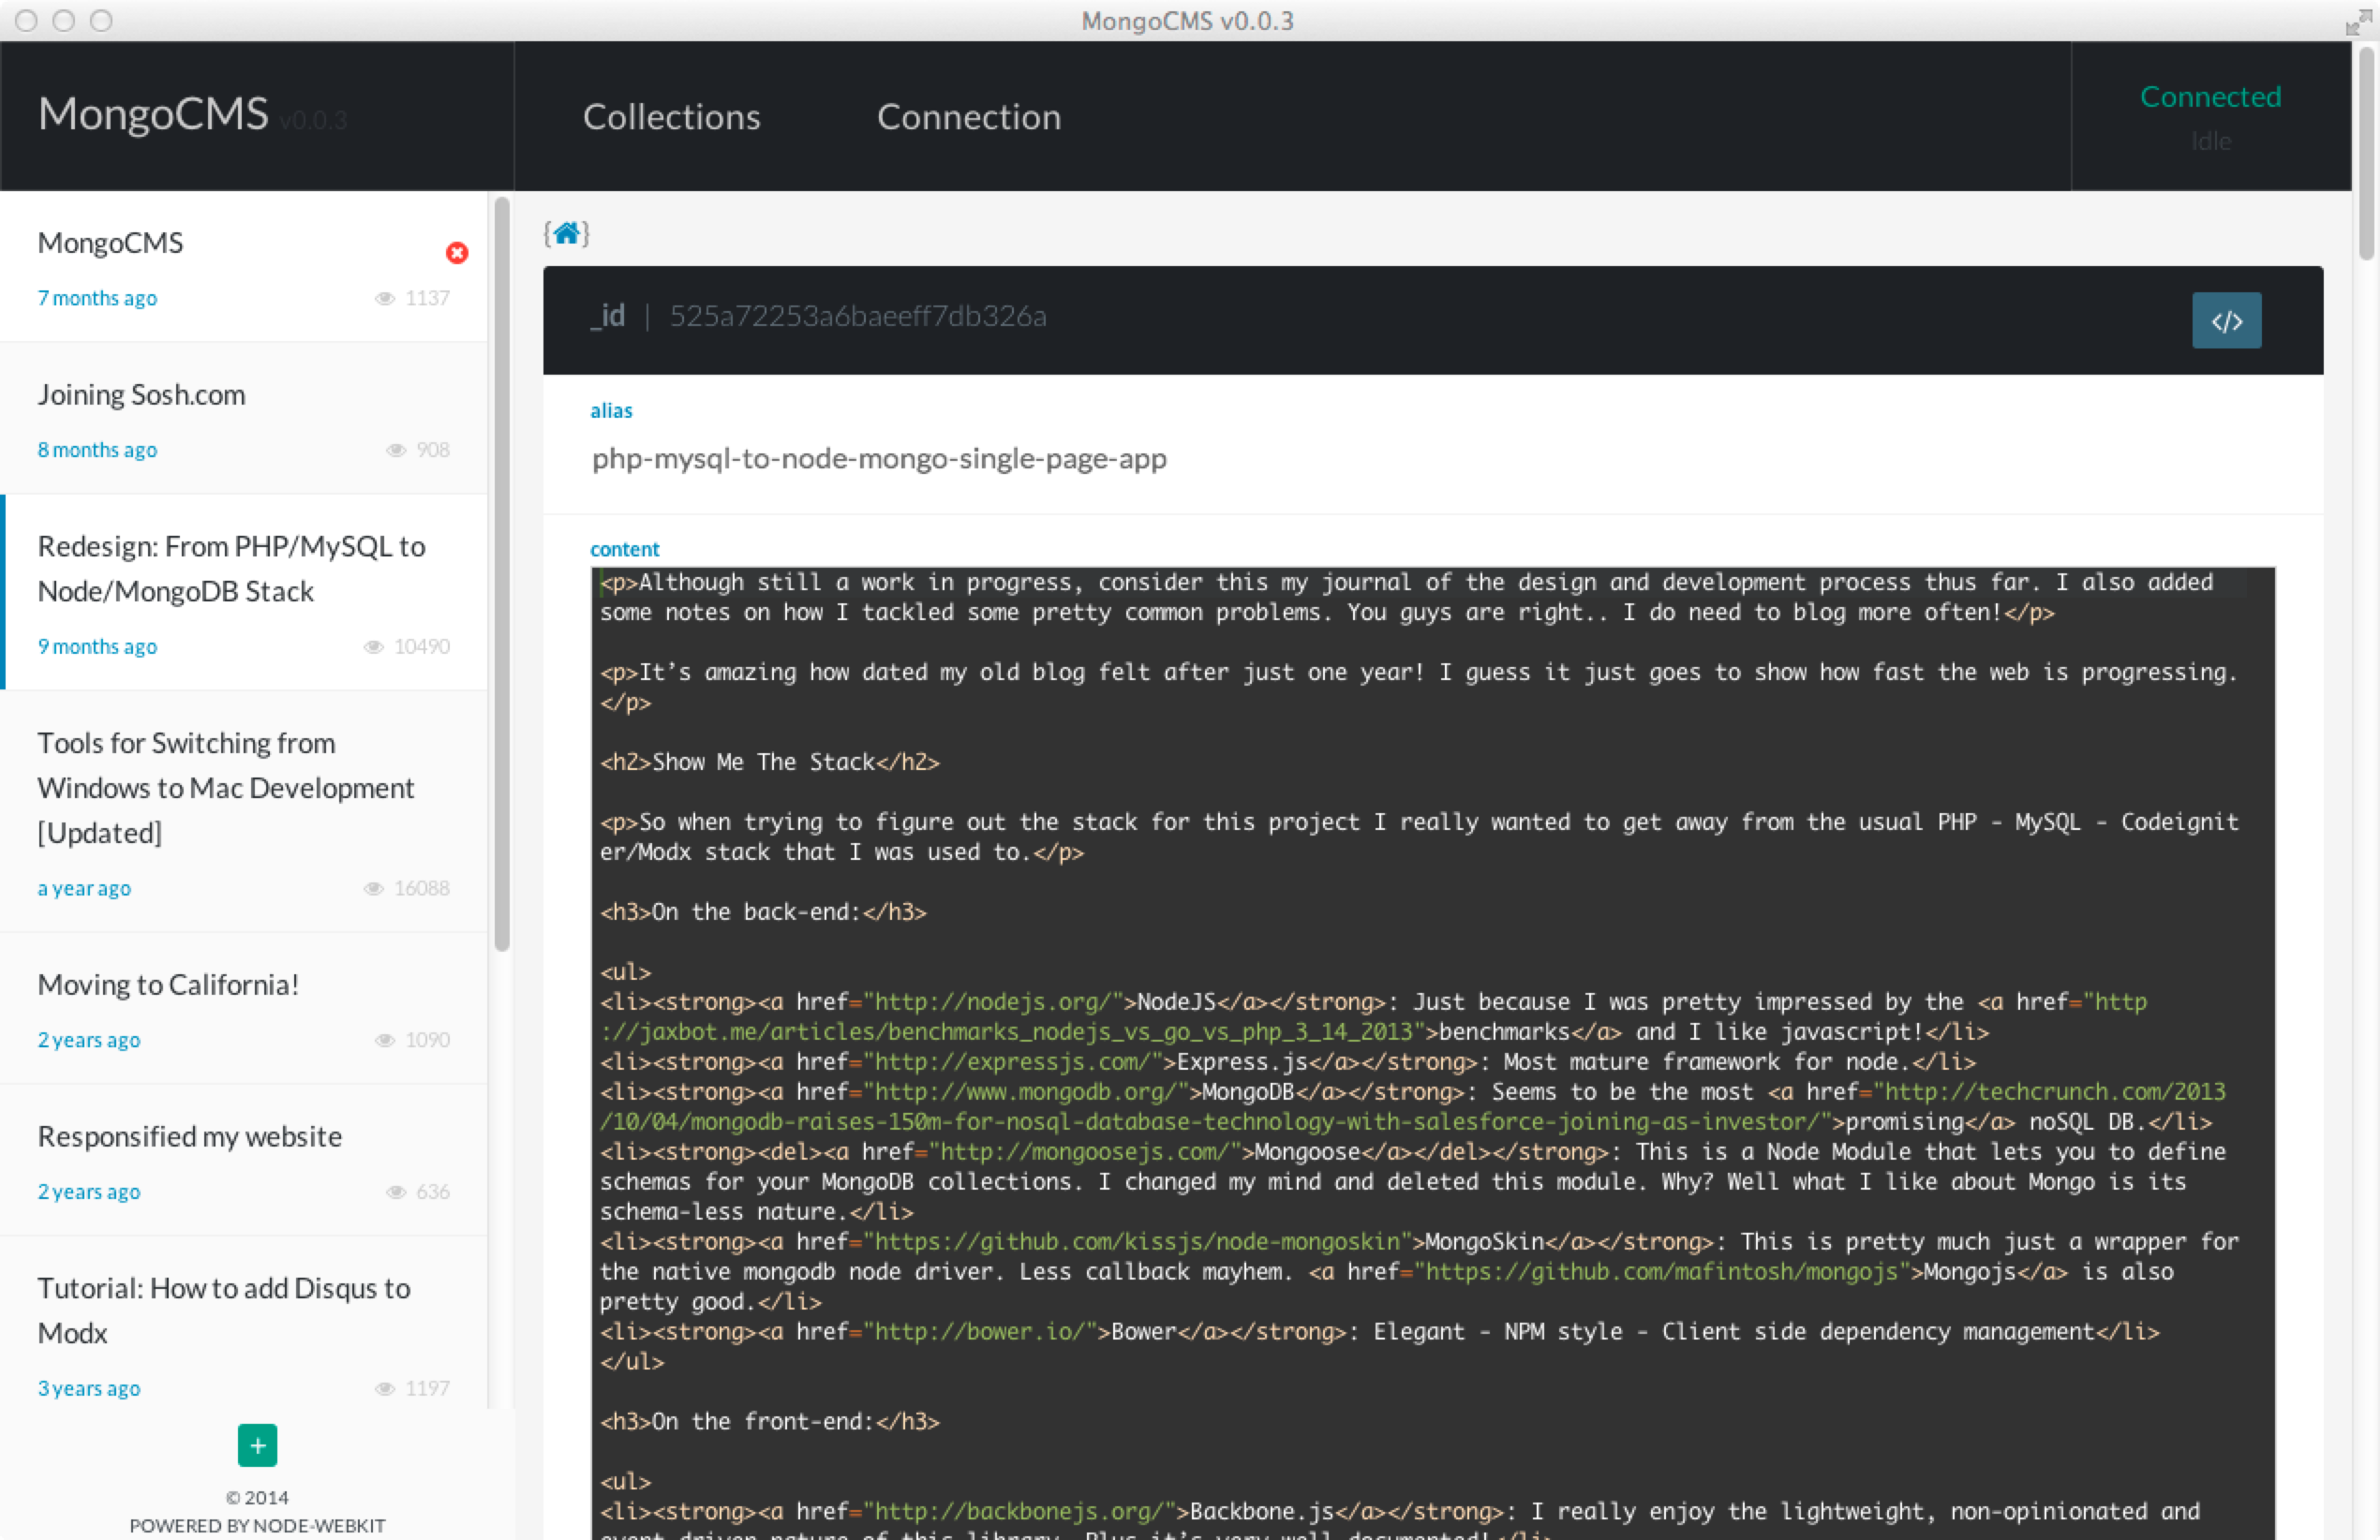 MongoCMS v0.0.3
MongoCMS v0.0.3
Collections
Connection
Connected
Idle
MongoCMS
7 months ago
1137
Joining Sosh.com
8 months ago
908
Redesign: From PHP/MySQL to
Node/MongoDB Stack
9 months ago
10490
Tools for Switching from
Windows to Mac Development
[Updated]
a year ago
16088
Moving to California!
2 years ago
1090
Responsified my website
2 years ago
636
Tutorial: How to add Disqus to
Modx
3 years ago
1197
+
© 2014
POWERED BY NODE-WEBKIT
{ }
_id | 525a72253a6baeeff7db326a
</>
alias
php-mysql-to-node-mongo-single-page-app
content
<p>Although still a work in progress, consider this my journal of the design and development process thus far. I also added
some notes on how I tackled some pretty common problems. You guys are right.. I do need to blog more often!</p>
<p>It’s amazing how dated my old blog felt after just one year! I guess it just goes to show how fast the web is progressing.
</p>
<h2>Show Me The Stack</h2>
<p>So when trying to figure out the stack for this project I really wanted to get away from the usual PHP - MySQL - Codeignit
er/Modx stack that I was used to.</p>
<h3>On the back-end:</h3>
<ul>
<li><strong><a href="http://nodejs.org/">NodeJS</a></strong>: Just because I was pretty impressed by the <a href="http
://jaxbot.me/articles/benchmarks_nodejs_vs_go_vs_php_3_14_2013">benchmarks</a> and I like javascript!</li>
<li><strong><a href="http://expressjs.com/">Express.js</a></strong>: Most mature framework for node.</li>
<li><strong><a href="http://www.mongodb.org/">MongoDB</a></strong>: Seems to be the most <a href="http://techcrunch.com/2013
/10/04/mongodb-raises-150m-for-nosql-database-technology-with-salesforce-joining-as-investor/">promising</a> noSQL DB.</li>
<li><strong><del><a href="http://mongoosejs.com/">Mongoose</a></del></strong>: This is a Node Module that lets you to define
schemas for your MongoDB collections. I changed my mind and deleted this module. Why? Well what I like about Mongo is its
schema-less nature.</li>
<li><strong><a href="https://github.com/kissjs/node-mongoskin">MongoSkin</a></strong>: This is pretty much just a wrapper for
the native mongodb node driver. Less callback mayhem. <a href="https://github.com/mafintosh/mongojs">Mongojs</a> is also
pretty good.</li>
<li><strong><a href="http://bower.io/">Bower</a></strong>: Elegant - NPM style - Client side dependency management</li>
</ul>
<h3>On the front-end:</h3>
<ul>
<li><strong><a href="http://backbonejs.org/">Backbone.js</a></strong>: I really enjoy the lightweight, non-opinionated and
event driven nature of this library. Plus it’s very well documented!</li>